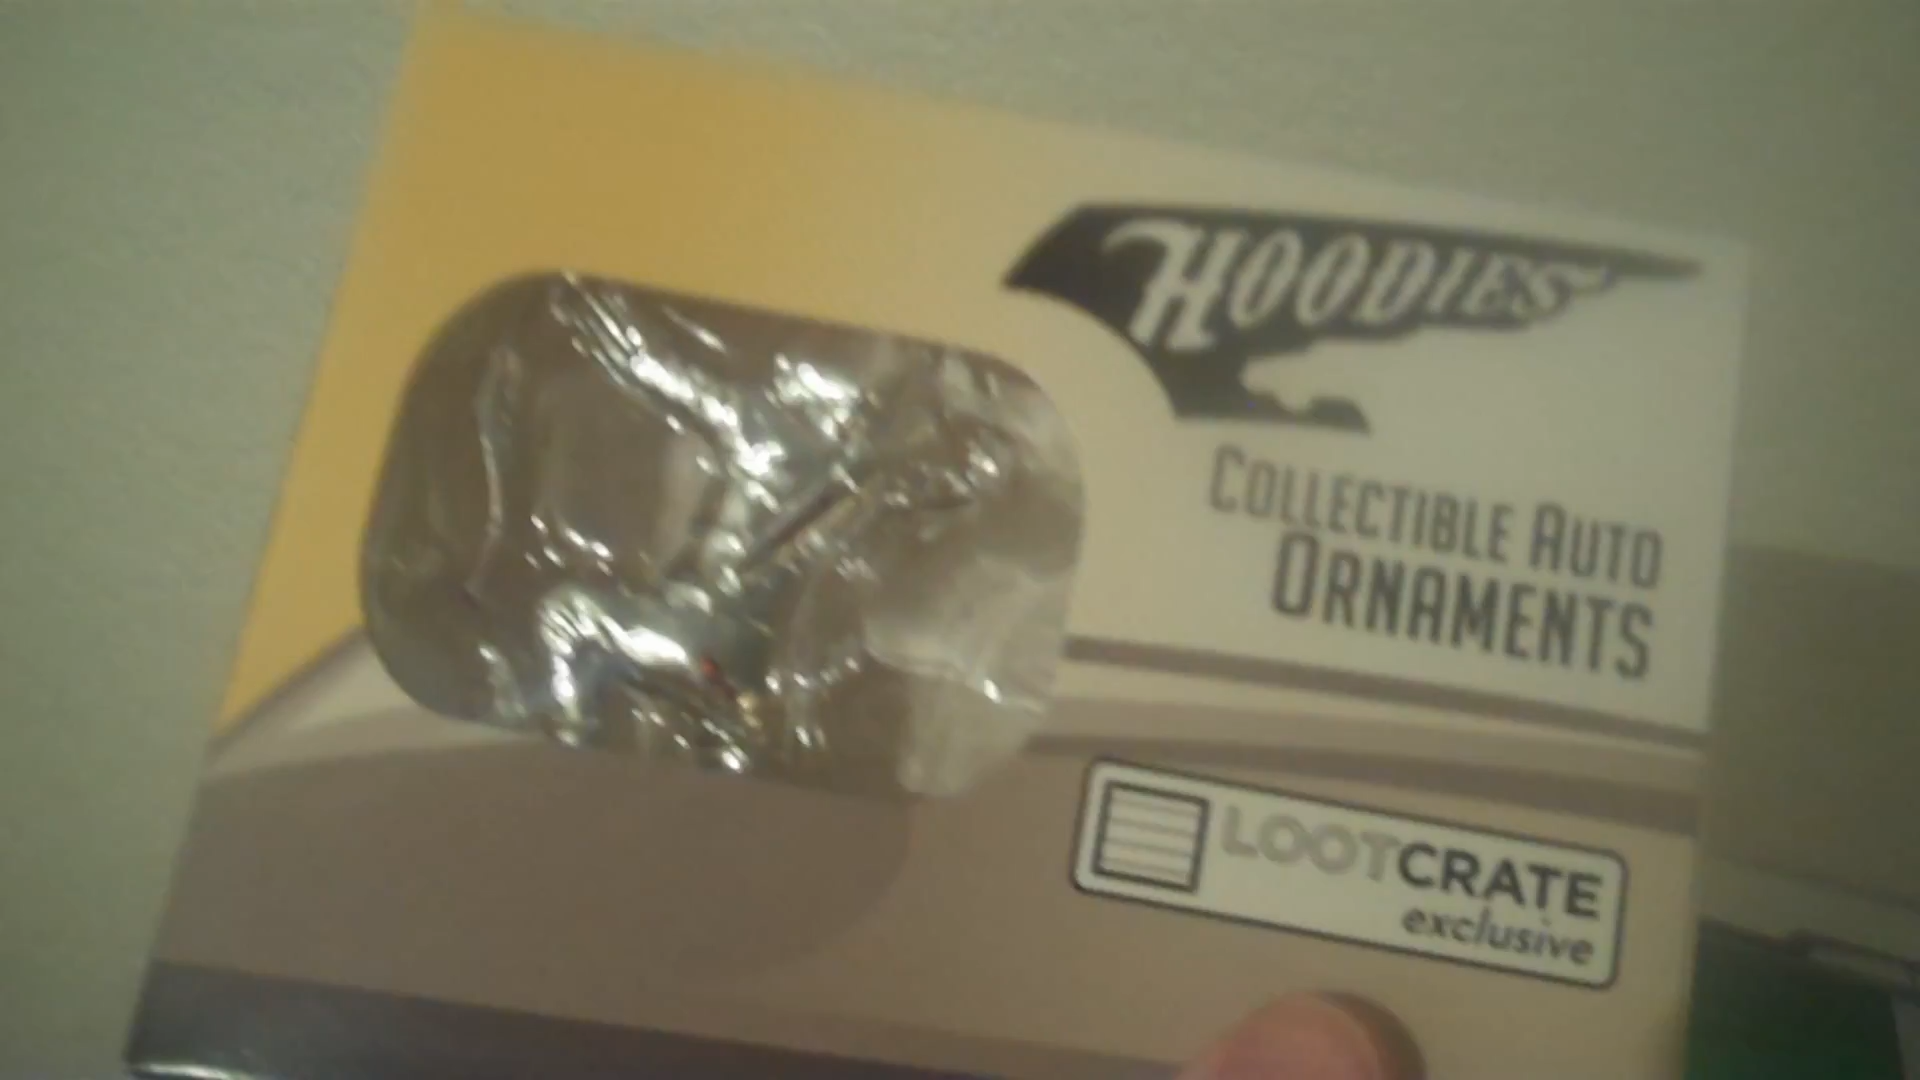 HOODIES
COLLECTIBLE AUTO
ORNAMENTS
LOOTCRATE
exclusive